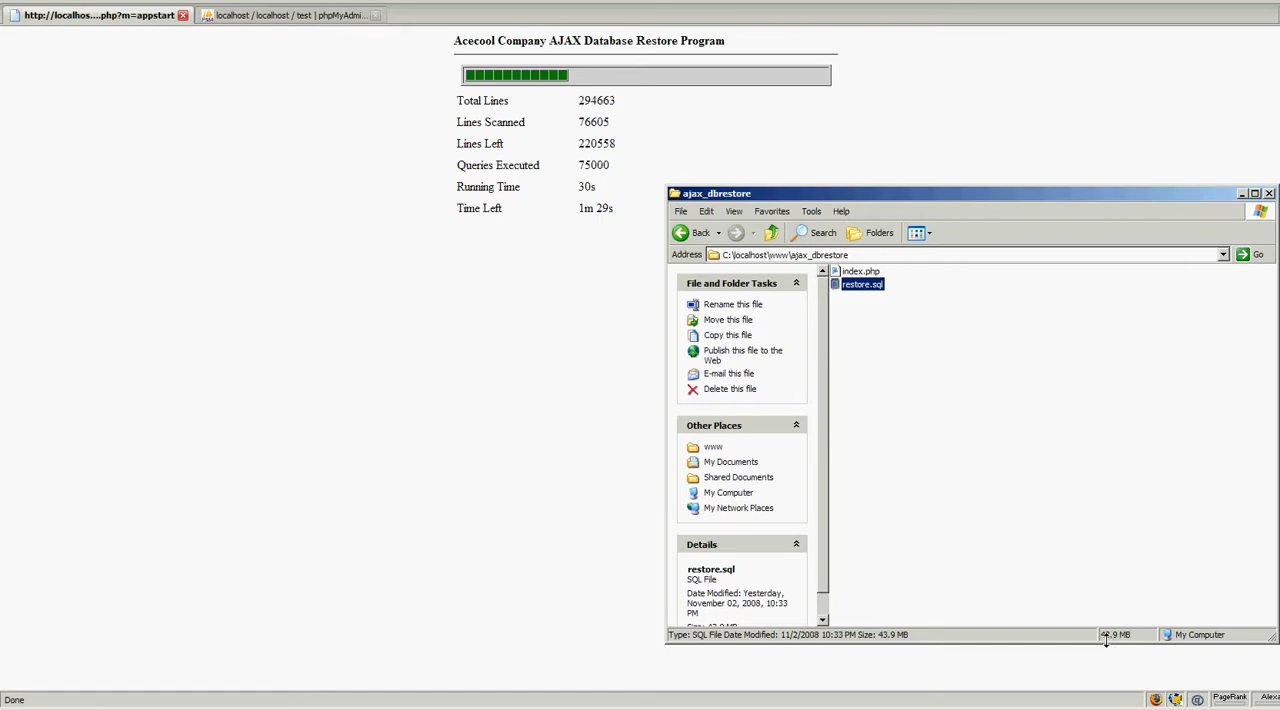 http://localhos....php?m=appstart
localhost / localhost / test | phpMyAdmi...
Acecool Company AJAX Database Restore Program
Total Lines 294663
Lines Scanned 76605
Lines Left 220558
Queries Executed 75000
Running Time 30s
Time Left 1m 29s
ajax_dbrestore
File Edit View Favorites Tools Help
Back Search Folders
Address C:\localhost\www\ajax_dbrestore Go
File and Folder Tasks
Rename this file
Move this file
Copy this file
Publish this file to the
Web
E-mail this file
Delete this file
Other Places
www
My Documents
Shared Documents
My Computer
My Network Places
Details
restore.sql
SQL File
Date Modified: Yesterday,
November 02, 2008, 10:33
PM
index.php
restore.sql
Type: SQL File Date Modified: 11/2/2008 10:33 PM Size: 43.9 MB
43.9 MB
My Computer
Done
PageRank